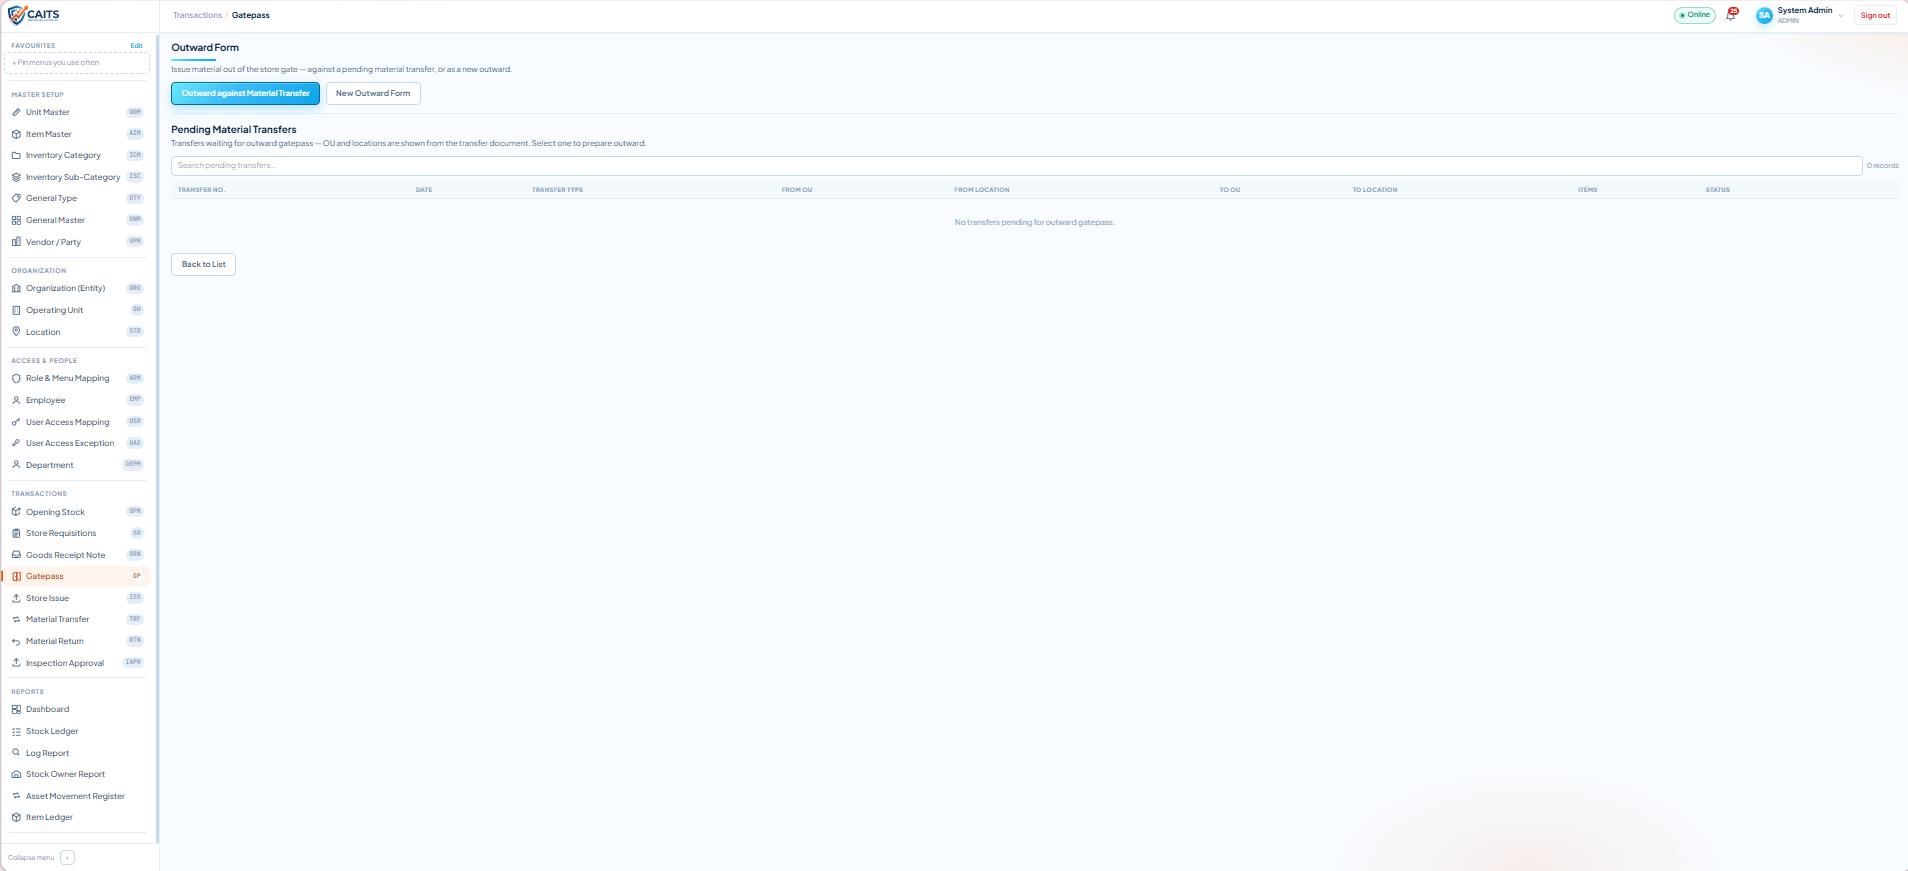 CAITS
Transactions / Gatepass
Online
25
SA
System Admin
ADMIN
Sign out
FAVOURITES
Edit
+ Pin menus you use often
MASTER SETUP
Unit Master UOM
Item Master AIM
Inventory Category ICM
Inventory Sub-Category ISC
General Type GTY
General Master GNM
Vendor / Party VPM
ORGANIZATION
Organization (Entity) ORG
Operating Unit OU
Location STR
ACCESS & PEOPLE
Role & Menu Mapping ARM
Employee EMP
User Access Mapping USR
User Access Exception UAE
Department DEPM
TRANSACTIONS
Opening Stock OPN
Store Requisitions SR
Goods Receipt Note GRN
Gatepass GP
Store Issue ISS
Material Transfer TRF
Material Return RTN
Inspection Approval IAPR
REPORTS
Dashboard
Stock Ledger
Log Report
Stock Owner Report
Asset Movement Register
Item Ledger
Collapse menu
Outward Form
Issue material out of the store gate — against a pending material transfer, or as a new outward.
Outward against Material Transfer
New Outward Form
Pending Material Transfers
Transfers waiting for outward gatepass — OU and locations are shown from the transfer document. Select one to prepare outward.
Search pending transfers...
0 records
TRANSFER NO. DATE TRANSFER TYPE FROM OU FROM LOCATION TO OU TO LOCATION ITEMS STATUS
No transfers pending for outward gatepass.
Back to List